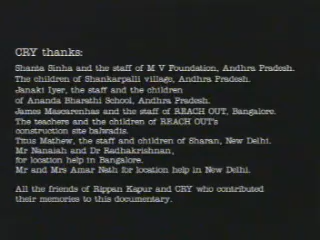 CRY thanks:
Shanta Sinha and the staff of M V Foundation, Andhra Pradesh.
The children of Shankarpalli village, Andhra Pradesh.
Janaki Iyer, the staff and the children
of Ananda Bharathi School, Andhra Pradesh.
James Mascarenhas and the staff of REACH OUT, Bangalore.
The teachers and the children of REACH OUT's
construction site balwadis.
Titus Mathew, the staff and children of Sharan, New Delhi.
Mr Nanaiah and Dr Radhakrishnan,
for location help in Bangalore.
Mr and Mrs Amar Nath for location help in New Delhi.
All the friends of Rippan Kapur and CRY who contributed
their memories to this documentary.